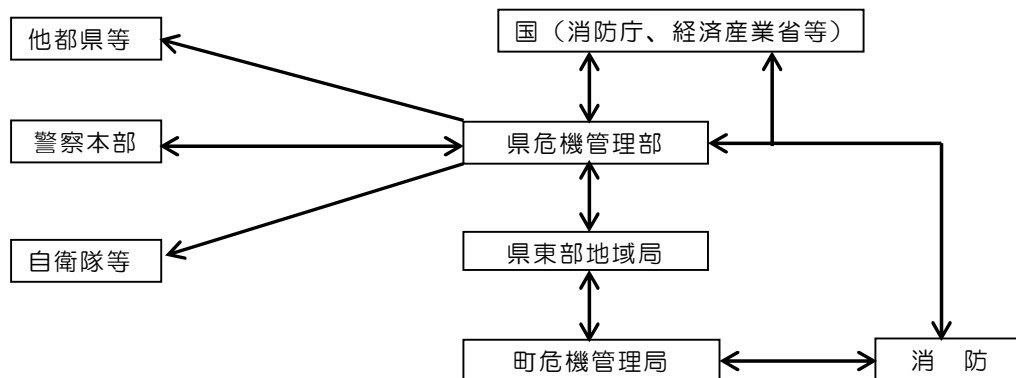 他都県等
国（消防庁、経済産業省等）
警察本部
県危機管理部
自衛隊等
県東部地域局
町危機管理局
消　防